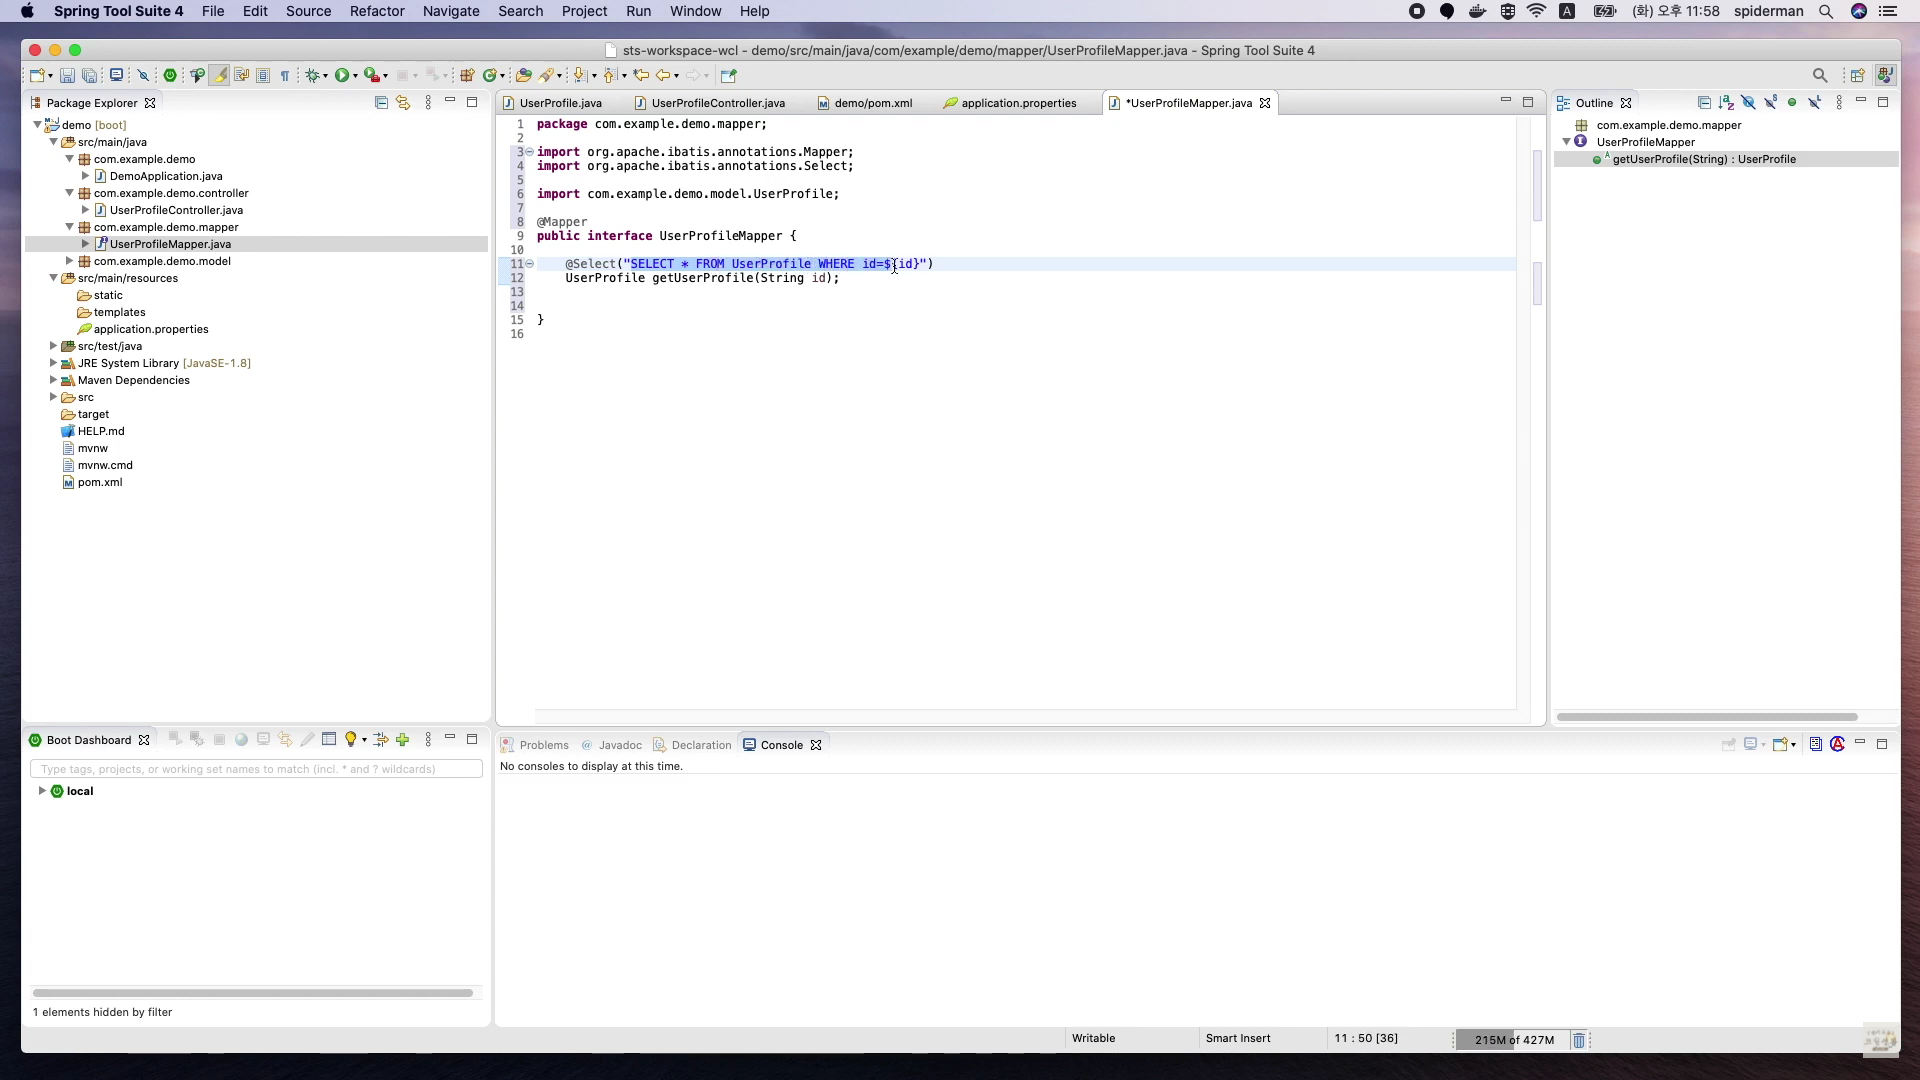 Spring Tool Suite 4 File Edit Source Refactor Navigate Search Project Run Window Help A (화) 오후 11:58 spiderman
sts-workspace-wcl - demo/src/main/java/com/example/demo/mapper/UserProfileMapper.java - Spring Tool Suite 4
Package Explorer
demo [boot]
src/main/java
com.example.demo
DemoApplication.java
com.example.demo.controller
UserProfileController.java
com.example.demo.mapper
UserProfileMapper.java
com.example.demo.model
src/main/resources
static
templates
application.properties
src/test/java
JRE System Library [JavaSE-1.8]
Maven Dependencies
src
target
HELP.md
mvnw
mvnw.cmd
pom.xml
UserProfile.java UserProfileController.java demo/pom.xml application.properties *UserProfileMapper.java
1 package com.example.demo.mapper;
2
3 import org.apache.ibatis.annotations.Mapper;
4 import org.apache.ibatis.annotations.Select;
5
6 import com.example.demo.model.UserProfile;
7
8 @Mapper
9 public interface UserProfileMapper {
10
11 @Select("SELECT * FROM UserProfile WHERE id=${id}")
12 UserProfile getUserProfile(String id);
13
14
15 }
16
Outline
com.example.demo.mapper
UserProfileMapper
getUserProfile(String) : UserProfile
Boot Dashboard
Type tags, projects, or working set names to match (incl. * and ? wildcards)
local
1 elements hidden by filter
Problems Javadoc Declaration Console
No consoles to display at this time.
Writable Smart Insert 11 : 50 [36] 215M of 427M